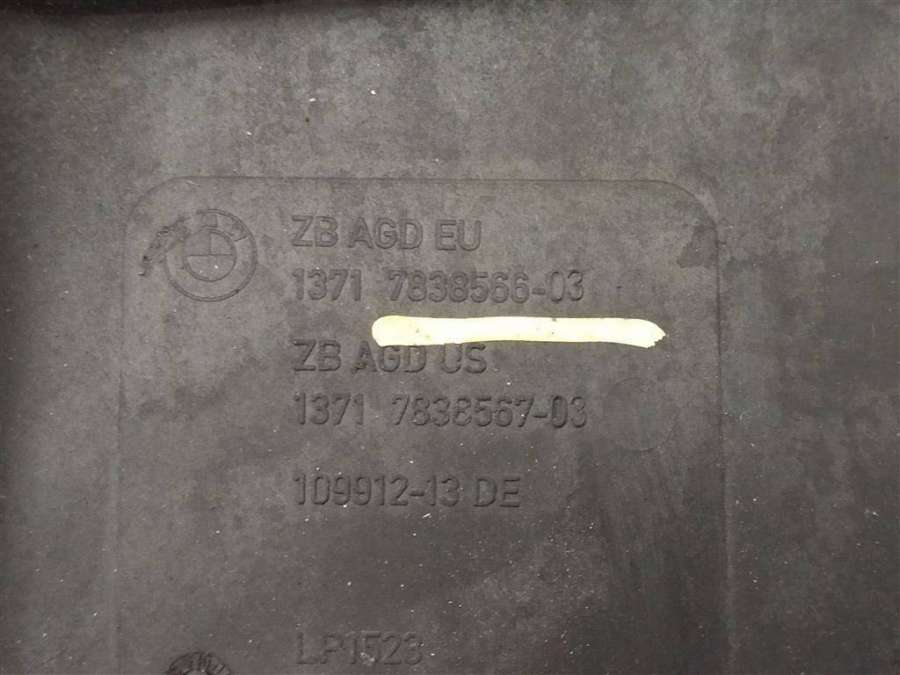 ZB AGD EU
1371 7838566-03
ZB AGD US
1371 7838567-03
109912-13 DE
LP1523